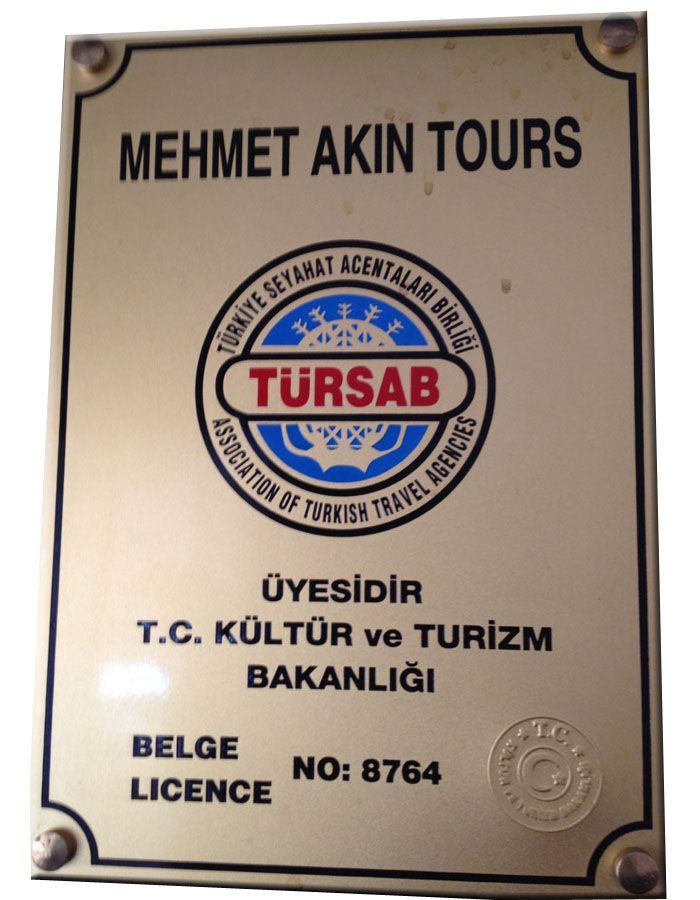 MEHMET AKIN TOURS
TÜRKİYE SEYAHAT ACENTALARI BİRLİĞİ
TÜRSAB
ASSOCIATION OF TURKISH TRAVEL AGENCIES
ÜYESİDİR
T.C. KÜLTÜR ve TURİZM
BAKANLIĞI
BELGE
LICENCE
NO: 8764
T.C.